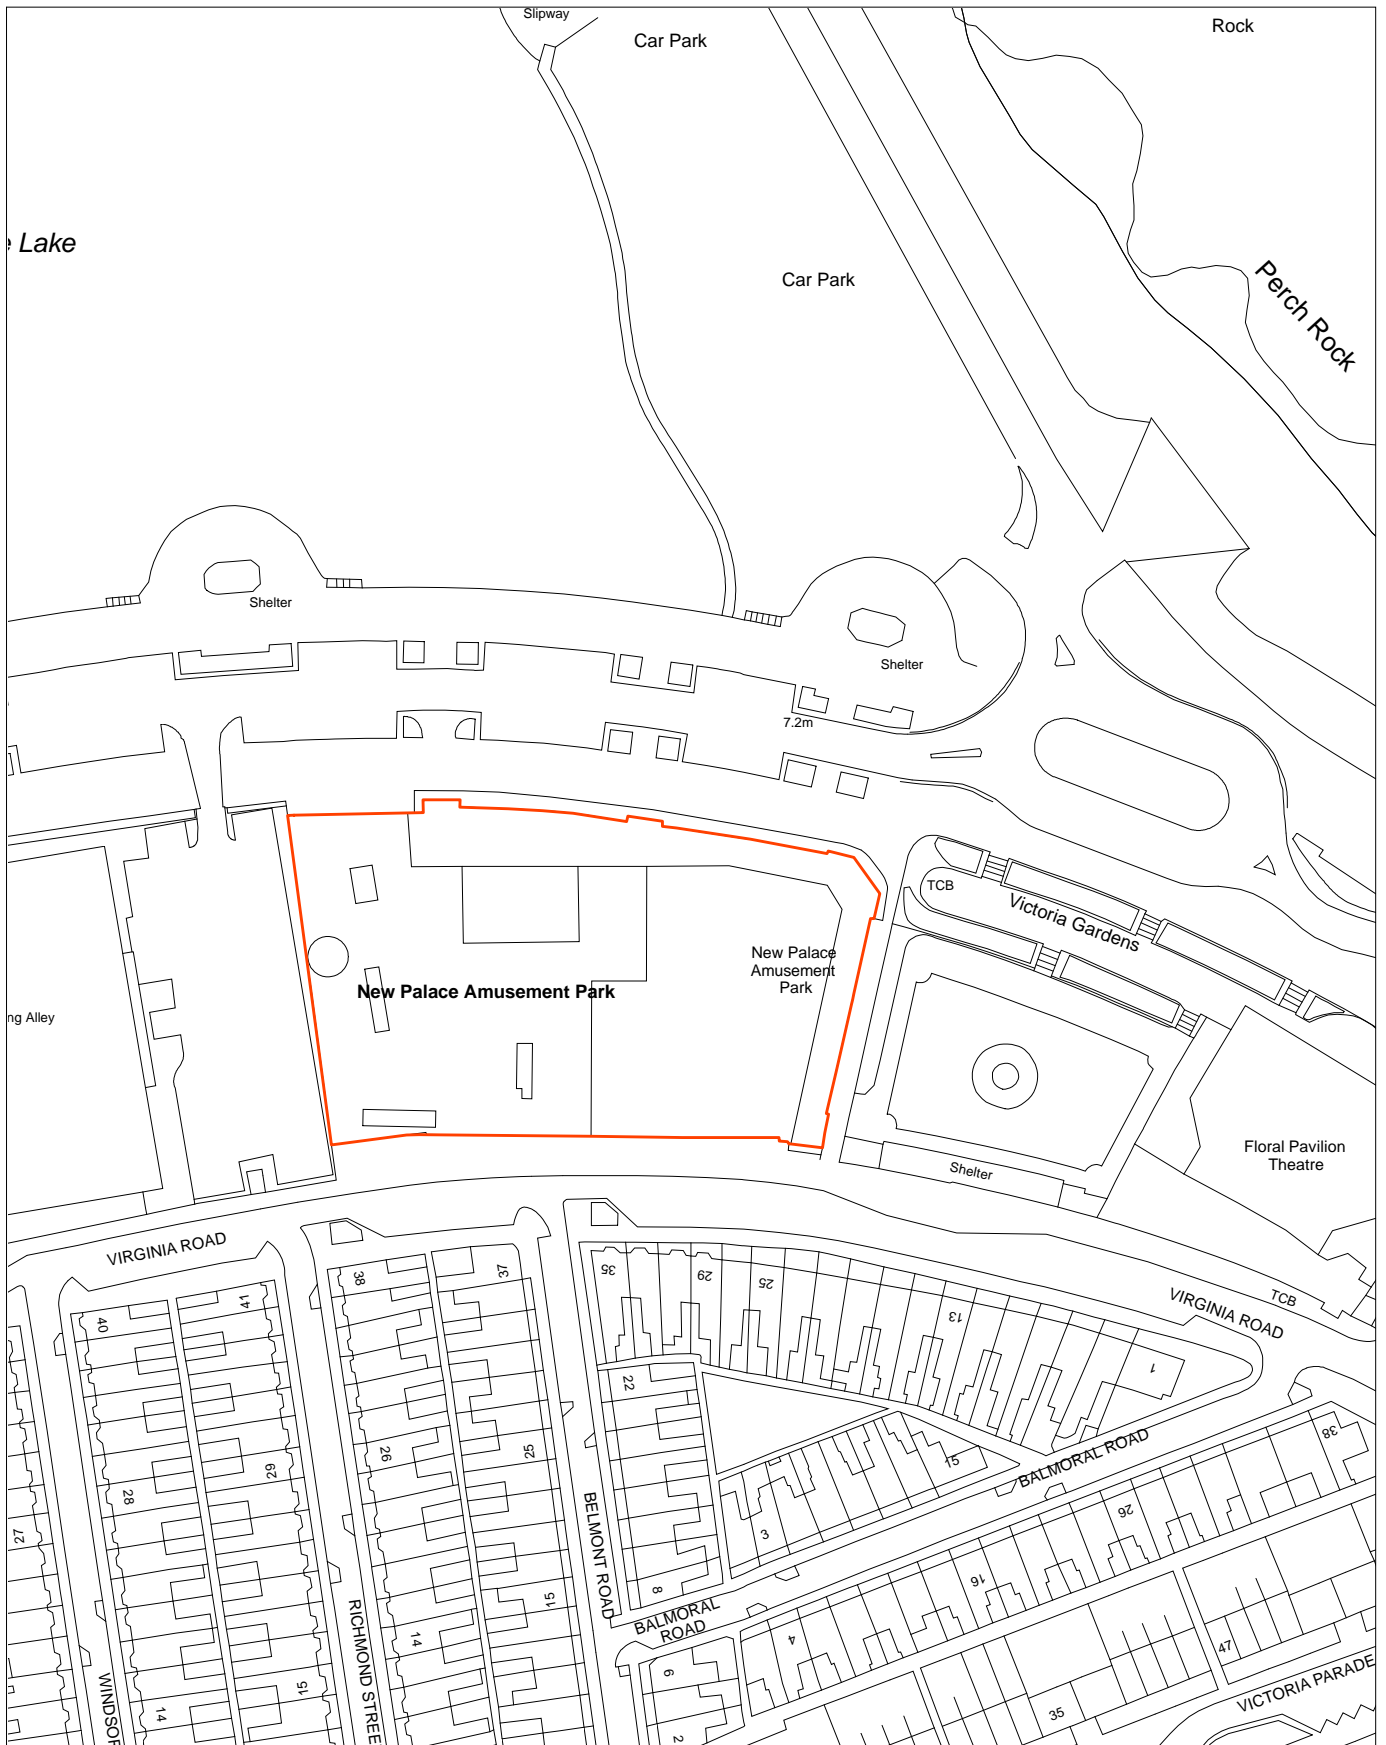 Slipway
Car Park
Rock
Lake
Car Park
Perch Rock
Shelter
Shelter
7.2m
TCB
Victoria Gardens
New Palace
Amusement
Park
New Palace Amusement Park
ng Alley
Floral Pavilion
Theatre
Shelter
VIRGINIA ROAD
TCB
VIRGINIA ROAD
38
37
35
29
25
13
1
41
40
22
38
15
BALMORAL ROAD
26
25
29
28
27
3
26
BELMONT ROAD
8
16
15
14
BALMORAL
ROAD
4
RICHMOND STREE
6
47
15
14
WINDSOR
35
2
VICTORIA PARADE